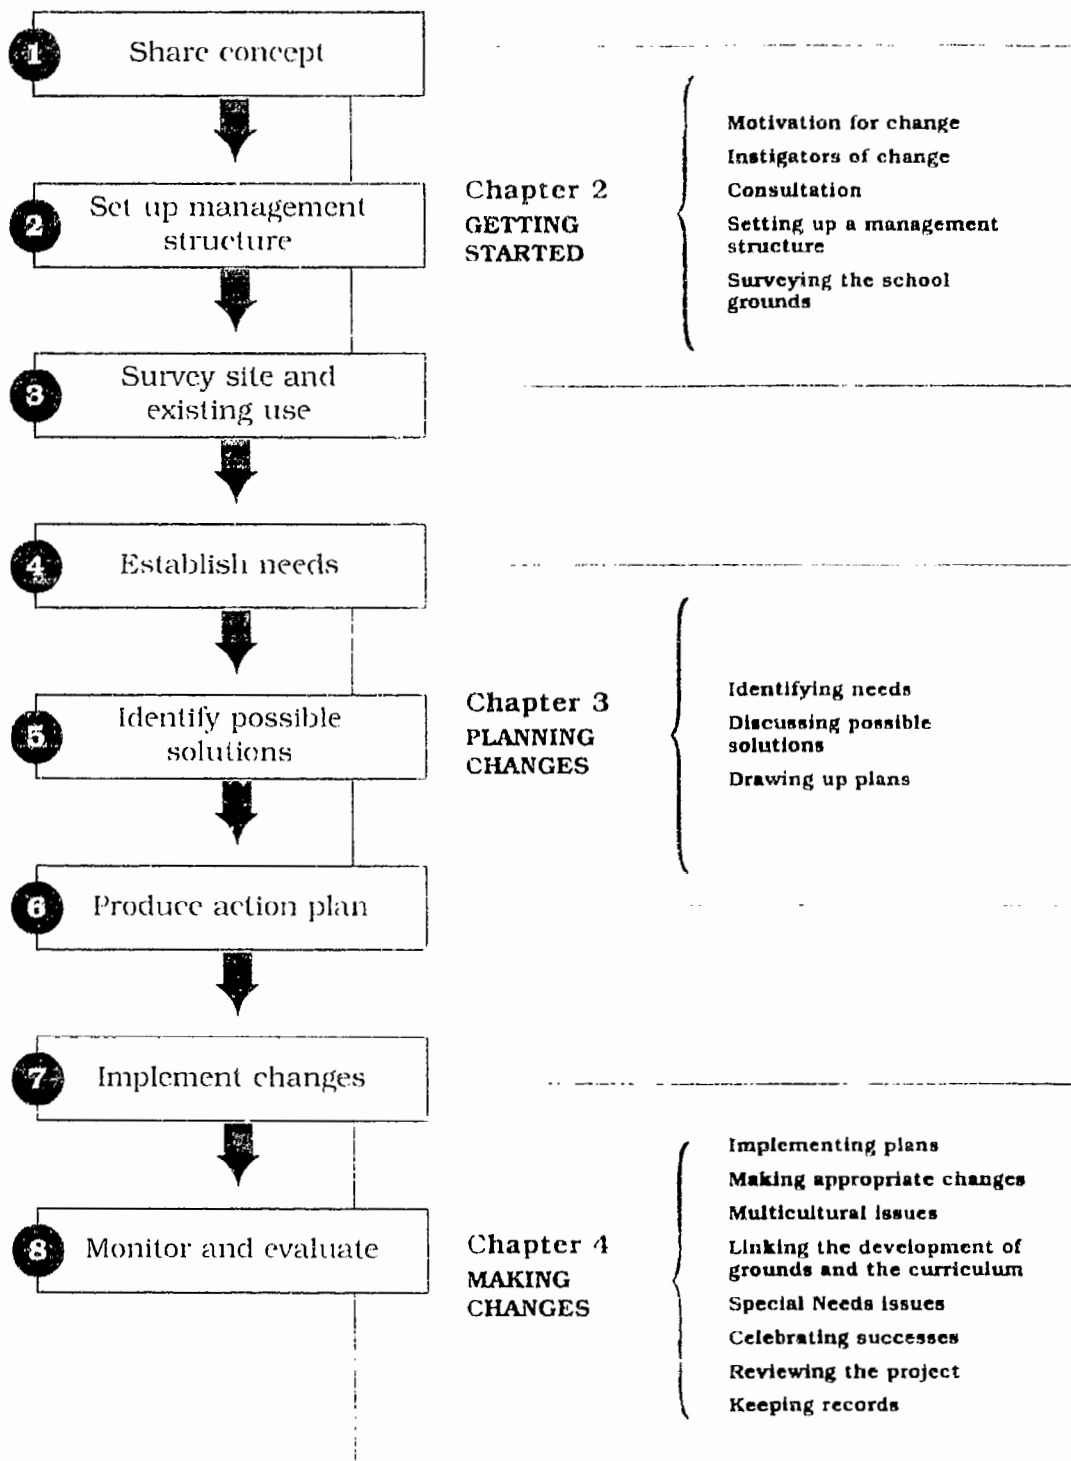 1
Share concept
2
Set up management
structure
3
Survey site and
existing use
4
Establish needs
5
Identify possible
solutions
6
Produce action plan
7
Implement changes
8
Monitor and evaluate
Chapter 2
GETTING
STARTED
Motivation for change
Instigators of change
Consultation
Setting up a management
structure
Surveying the school
grounds
Chapter 3
PLANNING
CHANGES
Identifying needs
Discussing possible
solutions
Drawing up plans
Chapter 4
MAKING
CHANGES
Implementing plans
Making appropriate changes
Multicultural issues
Linking the development of
grounds and the curriculum
Special Needs issues
Celebrating successes
Reviewing the project
Keeping records